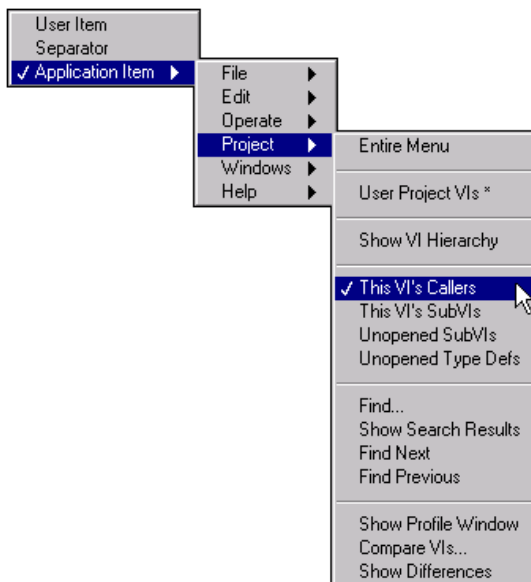 User Item
Separator
Application Item
File
Edit
Operate
Project
Windows
Help
Entire Menu
User Project VIs *
Show VI Hierarchy
This VI's Callers
This VI's SubVIs
Unopened SubVIs
Unopened Type Defs
Find...
Show Search Results
Find Next
Find Previous
Show Profile Window
Compare VIs...
Show Differences